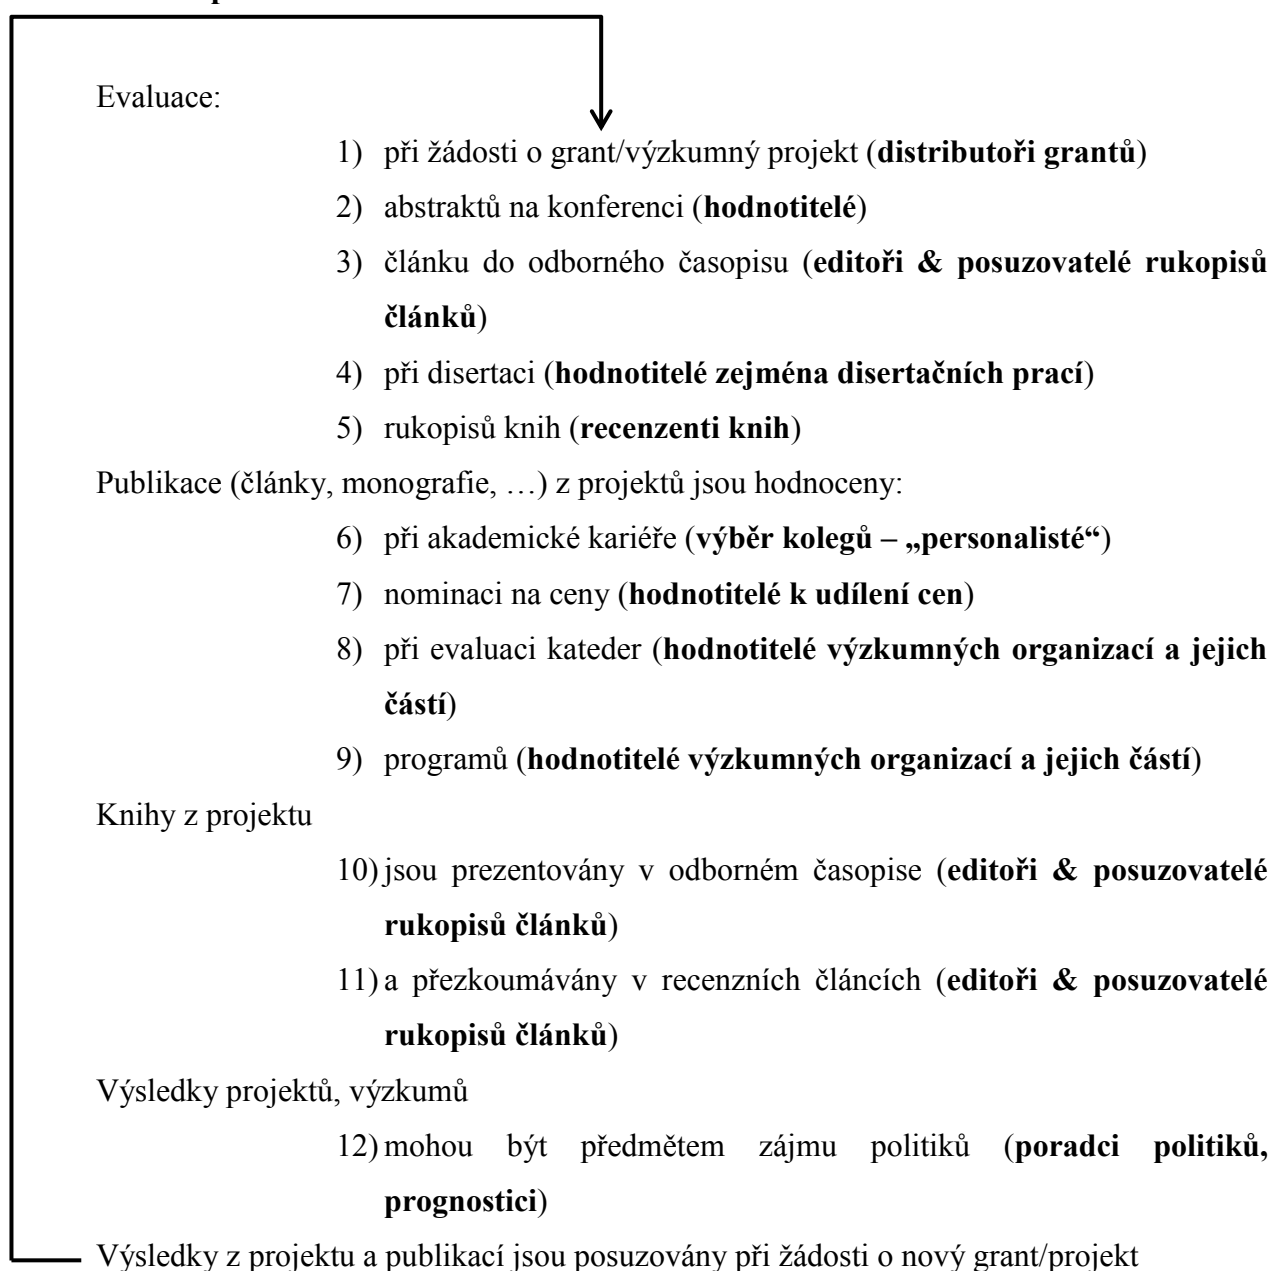 Evaluace:
1) při žádosti o grant/výzkumný projekt (distributoři grantů)
2) abstraktů na konferenci (hodnotitelé)
3) článku do odborného časopisu (editoři & posuzovatelé rukopisů
článků)
4) při disertaci (hodnotitelé zejména disertačních prací)
5) rukopisů knih (recenzenti knih)
Publikace (články, monografie, …) z projektů jsou hodnoceny:
6) při akademické kariéře (výběr kolegů – „personalisté“)
7) nominaci na ceny (hodnotitelé k udílení cen)
8) při evaluaci kateder (hodnotitelé výzkumných organizací a jejich
částí)
9) programů (hodnotitelé výzkumných organizací a jejich částí)
Knihy z projektu
10) jsou prezentovány v odborném časopise (editoři & posuzovatelé
rukopisů článků)
11) a přezkoumávány v recenzních článcích (editoři & posuzovatelé
rukopisů článků)
Výsledky projektů, výzkumů
12) mohou být předmětem zájmu politiků (poradci politiků,
prognostici)
Výsledky z projektu a publikací jsou posuzovány při žádosti o nový grant/projekt